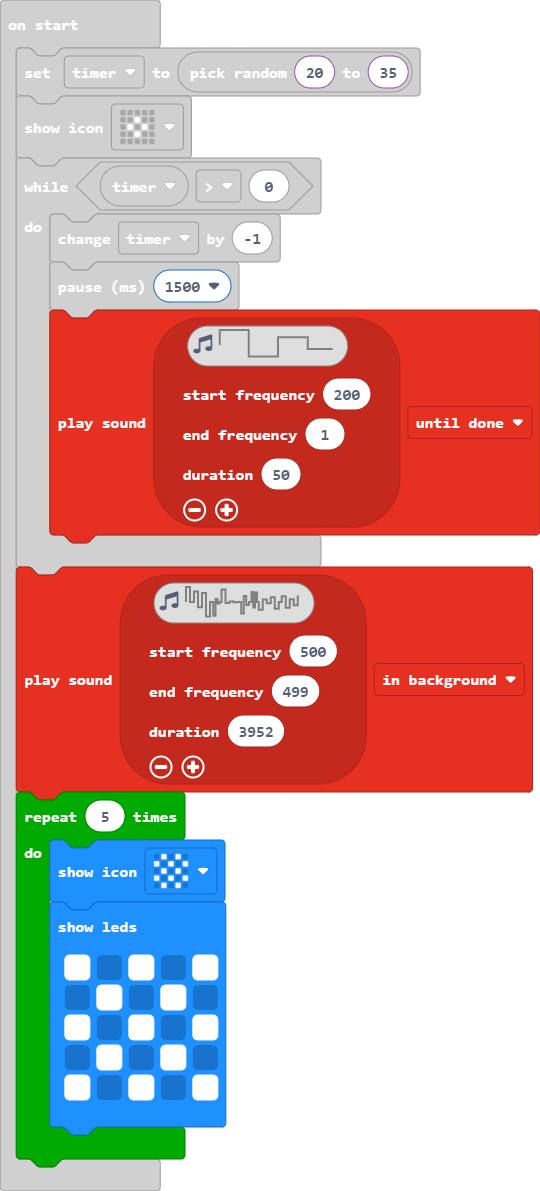 on start
set timer to pick random 20 to 35
show icon
while timer > 0
do
change timer by -1
pause (ms) 1500
start frequency 200
end frequency 1
play sound until done
duration 50
start frequency 500
end frequency 499
play sound in background
duration 3952
repeat 5 times
do
show icon
show leds